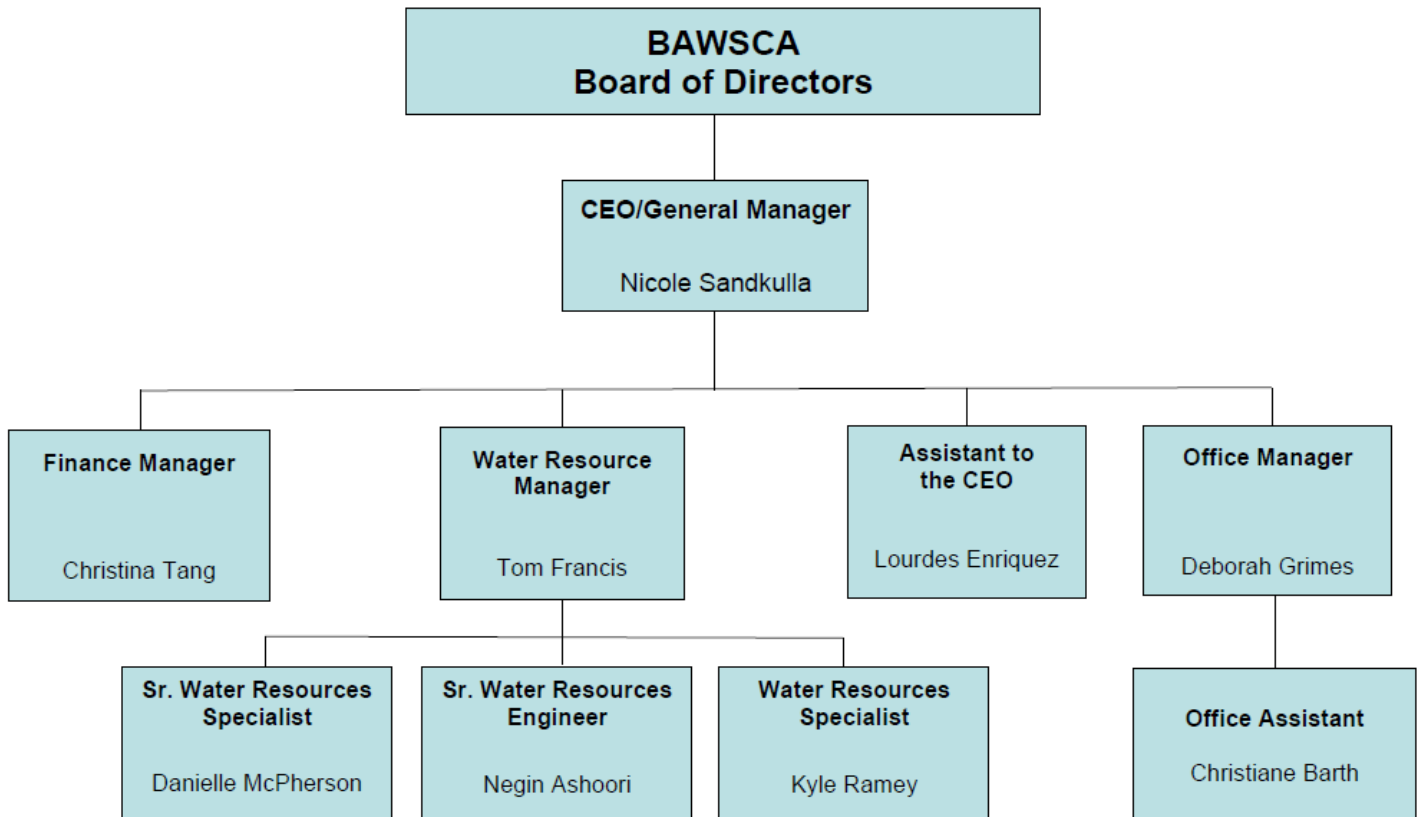 BAWSCA
Board of Directors
CEO/General Manager
Nicole Sandkulla
Finance Manager
Christina Tang
Water Resource
Manager
Tom Francis
Assistant to
the CEO
Lourdes Enriquez
Office Manager
Deborah Grimes
Sr. Water Resources
Specialist
Danielle McPherson
Sr. Water Resources
Engineer
Negin Ashoori
Water Resources
Specialist
Kyle Ramey
Office Assistant
Christiane Barth